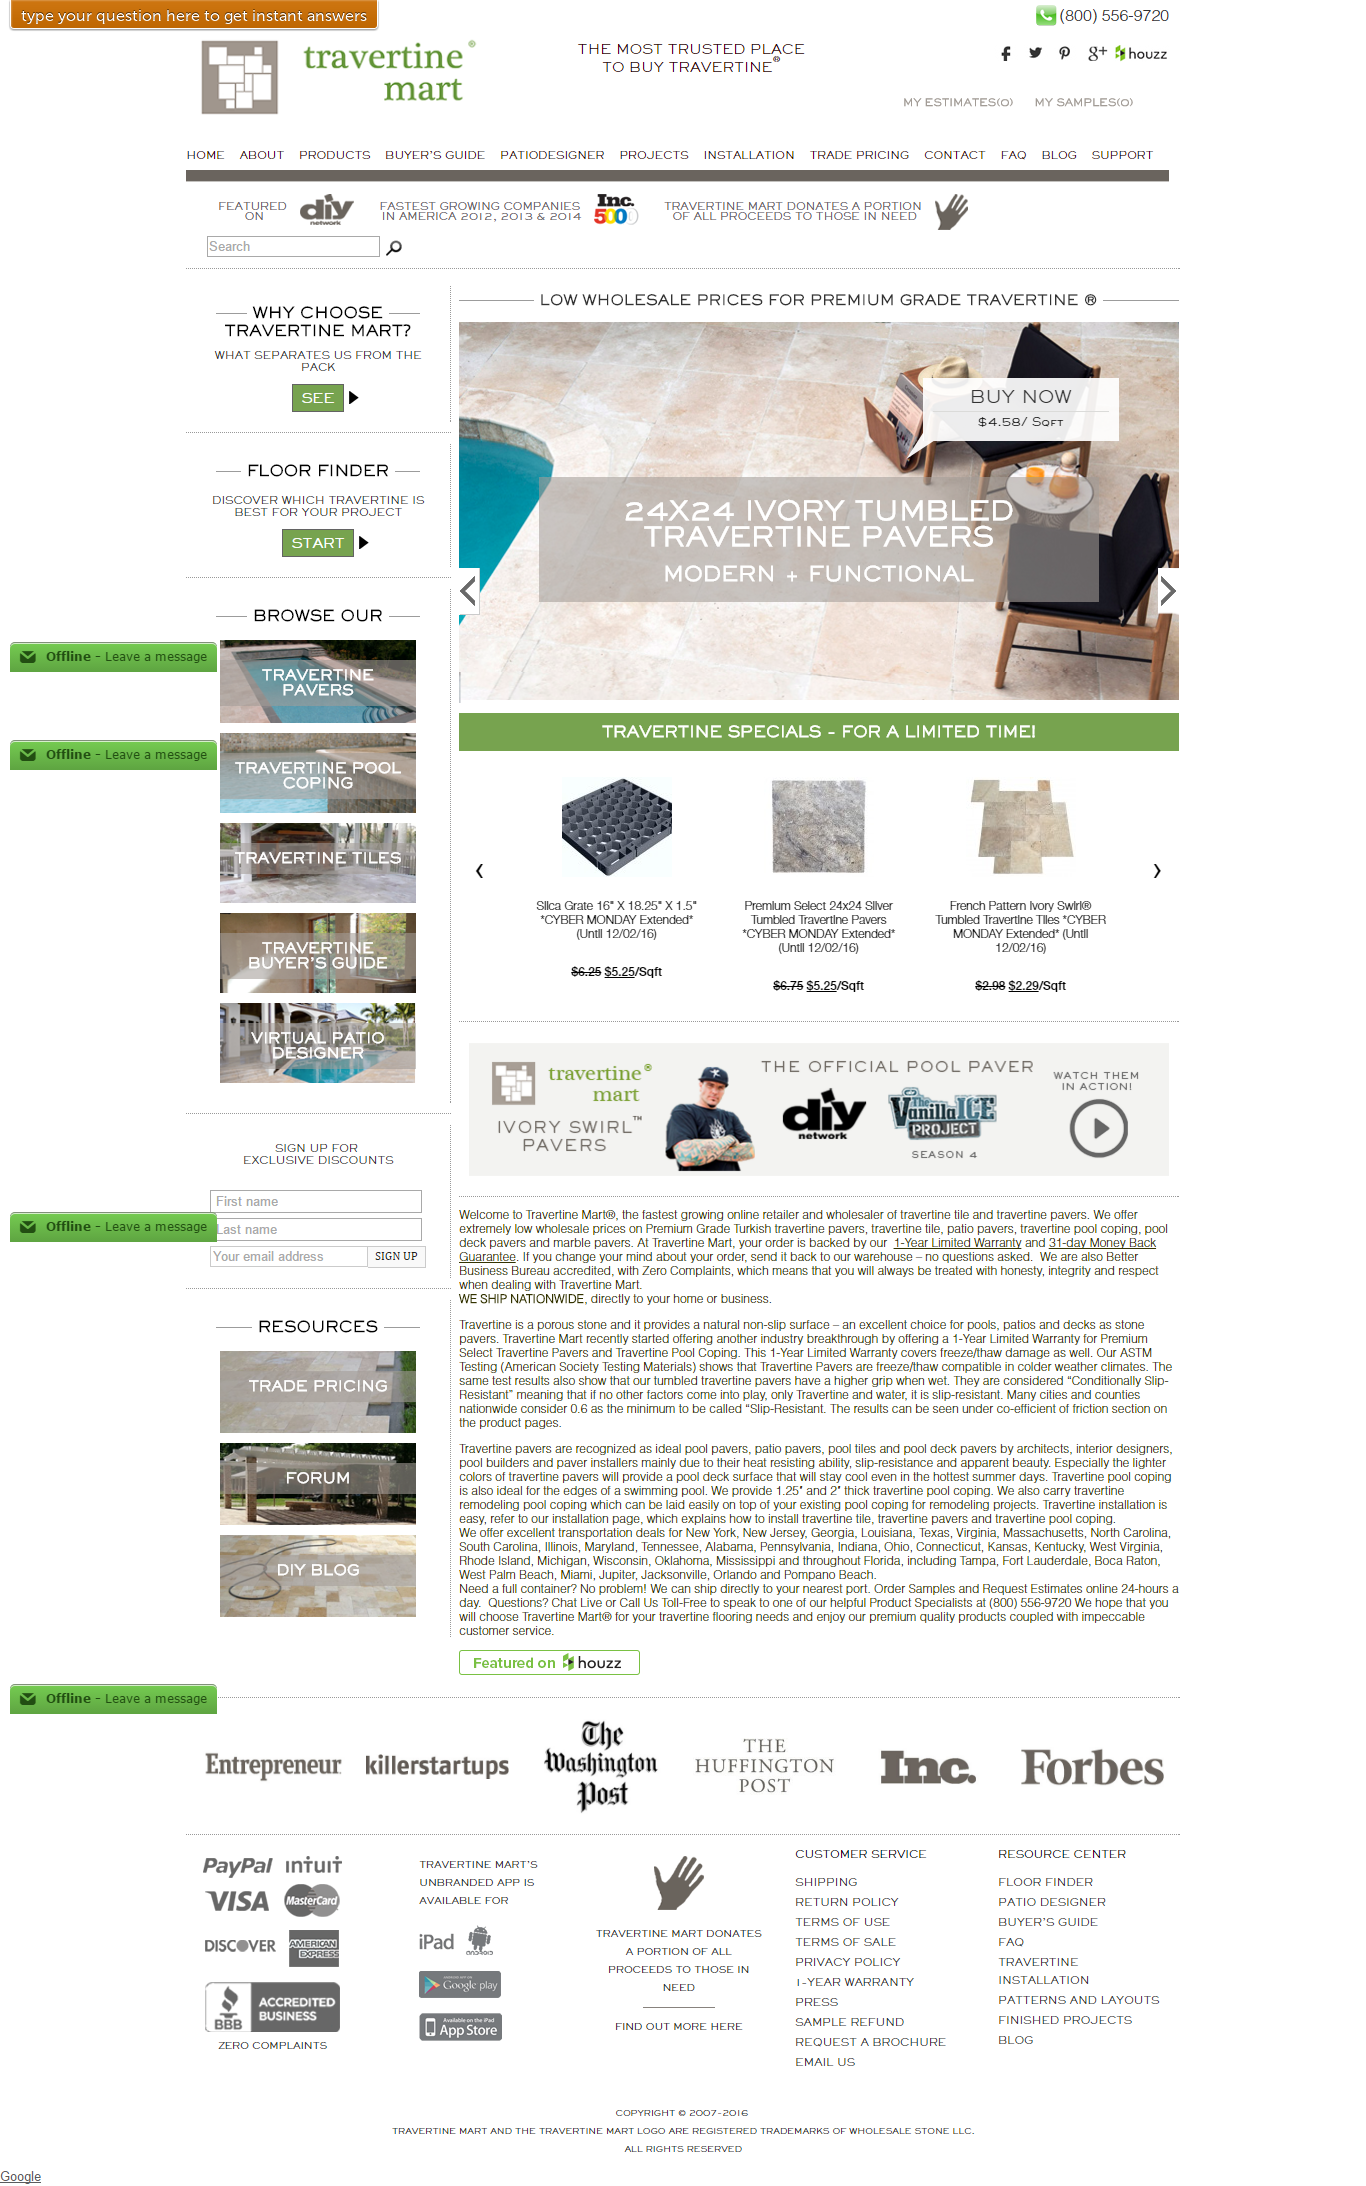 type your question here to get instant answers
(800) 556-9720
travertine mart®
THE MOST TRUSTED PLACE
TO BUY TRAVERTINE®
houzz
MY ESTIMATES(0) MY SAMPLES(0)
HOME ABOUT PRODUCTS BUYER'S GUIDE PATIODESIGNER PROJECTS INSTALLATION TRADE PRICING CONTACT FAQ BLOG SUPPORT
FEATURED
ON
diy
network
FASTEST GROWING COMPANIES
IN AMERICA 2012, 2013 & 2014
Inc.
5000
TRAVERTINE MART DONATES A PORTION
OF ALL PROCEEDS TO THOSE IN NEED
Search
WHY CHOOSE
TRAVERTINE MART?
WHAT SEPARATES US FROM THE
PACK
SEE
FLOOR FINDER
DISCOVER WHICH TRAVERTINE IS
BEST FOR YOUR PROJECT
START
BROWSE OUR
Offline - Leave a message
TRAVERTINE
PAVERS
Offline - Leave a message
TRAVERTINE POOL
COPING
TRAVERTINE TILES
TRAVERTINE
BUYER'S GUIDE
VIRTUAL PATIO
DESIGNER
SIGN UP FOR
EXCLUSIVE DISCOUNTS
First name
Offline - Leave a message
Last name
Your email address SIGN UP
RESOURCES
TRADE PRICING
FORUM
DIY BLOG
Offline - Leave a message
LOW WHOLESALE PRICES FOR PREMIUM GRADE TRAVERTINE ®
BUY NOW
$4.58/ SQFT
24X24 IVORY TUMBLED
TRAVERTINE PAVERS
MODERN + FUNCTIONAL
TRAVERTINE SPECIALS - FOR A LIMITED TIME!
Silca Grate 16" X 18.25" X 1.5"
*CYBER MONDAY Extended*
(Until 12/02/16)
$6.25 $5.25/Sqft
Premium Select 24x24 Silver
Tumbled Travertine Pavers
*CYBER MONDAY Extended*
(Until 12/02/16)
$6.75 $5.25/Sqft
French Pattern Ivory Swirl®
Tumbled Travertine Tiles *CYBER
MONDAY Extended* (Until
12/02/16)
$2.98 $2.29/Sqft
travertine®
mart
IVORY SWIRL™
PAVERS
THE OFFICIAL POOL PAVER
diy
network
The
Vanilla ICE
PROJECT
SEASON 4
WATCH THEM
IN ACTION!
Welcome to Travertine Mart®, the fastest growing online retailer and wholesaler of travertine tile and travertine pavers. We offer
extremely low wholesale prices on Premium Grade Turkish travertine pavers, travertine tile, patio pavers, travertine pool coping, pool
deck pavers and marble pavers. At Travertine Mart, your order is backed by our 1-Year Limited Warranty and 31-day Money Back
Guarantee. If you change your mind about your order, send it back to our warehouse – no questions asked. We are also Better
Business Bureau accredited, with Zero Complaints, which means that you will always be treated with honesty, integrity and respect
when dealing with Travertine Mart.
WE SHIP NATIONWIDE, directly to your home or business.
Travertine is a porous stone and it provides a natural non-slip surface – an excellent choice for pools, patios and decks as stone
pavers. Travertine Mart recently started offering another industry breakthrough by offering a 1-Year Limited Warranty for Premium
Select Travertine Pavers and Travertine Pool Coping. This 1-Year Limited Warranty covers freeze/thaw damage as well. Our ASTM
Testing (American Society Testing Materials) shows that Travertine Pavers are freeze/thaw compatible in colder weather climates. The
same test results also show that our tumbled travertine pavers have a higher grip when wet. They are considered "Conditionally Slip-
Resistant" meaning that if no other factors come into play, only Travertine and water, it is slip-resistant. Many cities and counties
nationwide consider 0.6 as the minimum to be called "Slip-Resistant. The results can be seen under co-efficient of friction section on
the product pages.
Travertine pavers are recognized as ideal pool pavers, patio pavers, pool tiles and pool deck pavers by architects, interior designers,
pool builders and paver installers mainly due to their heat resisting ability, slip-resistance and apparent beauty. Especially the lighter
colors of travertine pavers will provide a pool deck surface that will stay cool even in the hottest summer days. Travertine pool coping
is also ideal for the edges of a swimming pool. We provide 1.25" and 2" thick travertine pool coping. We also carry travertine
remodeling pool coping which can be laid easily on top of your existing pool coping for remodeling projects. Travertine installation is
easy, refer to our installation page, which explains how to install travertine tile, travertine pavers and travertine pool coping.
We offer excellent transportation deals for New York, New Jersey, Georgia, Louisiana, Texas, Virginia, Massachusetts, North Carolina,
South Carolina, Illinois, Maryland, Tennessee, Alabama, Pennsylvania, Indiana, Ohio, Connecticut, Kansas, Kentucky, West Virginia,
Rhode Island, Michigan, Wisconsin, Oklahoma, Mississippi and throughout Florida, including Tampa, Fort Lauderdale, Boca Raton,
West Palm Beach, Miami, Jupiter, Jacksonville, Orlando and Pompano Beach.
Need a full container? No problem! We can ship directly to your nearest port. Order Samples and Request Estimates online 24-hours a
day. Questions? Chat Live or Call Us Toll-Free to speak to one of our helpful Product Specialists at (800) 556-9720 We hope that you
will choose Travertine Mart® for your travertine flooring needs and enjoy our premium quality products coupled with impeccable
customer service.
Featured on houzz
Entrepreneur
killerstartups
The
Washington
Post
THE
HUFFINGTON
POST
Inc.
Forbes
PayPal INTUIT
VISA MasterCard
DISCOVER AMERICAN EXPRESS
BBB ACCREDITED
BUSINESS
ZERO COMPLAINTS
TRAVERTINE MART'S
UNBRANDED APP IS
AVAILABLE FOR
iPad ANDROID
Google play
Available on the iPad
App Store
TRAVERTINE MART DONATES
A PORTION OF ALL
PROCEEDS TO THOSE IN
NEED
FIND OUT MORE HERE
CUSTOMER SERVICE
SHIPPING
RETURN POLICY
TERMS OF USE
TERMS OF SALE
PRIVACY POLICY
1-YEAR WARRANTY
PRESS
SAMPLE REFUND
REQUEST A BROCHURE
EMAIL US
RESOURCE CENTER
FLOOR FINDER
PATIO DESIGNER
BUYER'S GUIDE
FAQ
TRAVERTINE
INSTALLATION
PATTERNS AND LAYOUTS
FINISHED PROJECTS
BLOG
COPYRIGHT © 2007-2016
TRAVERTINE MART AND THE TRAVERTINE MART LOGO ARE REGISTERED TRADEMARKS OF WHOLESALE STONE LLC.
ALL RIGHTS RESERVED
Google